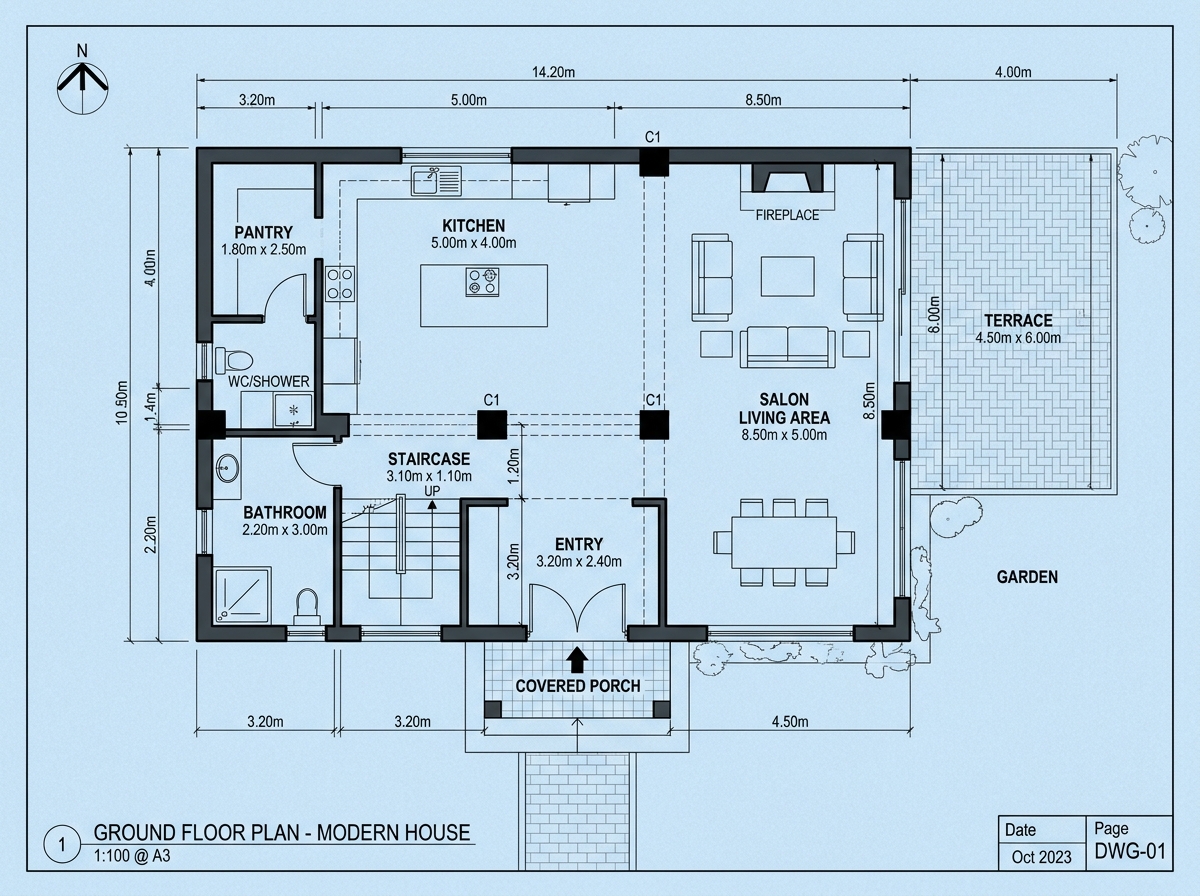 N
14.20m
4.00m
3.20m
5.00m
8.50m
C1
FIREPLACE
PANTRY
1.80m x 2.50m
KITCHEN
5.00m x 4.00m
4.00m
8.00m
TERRACE
4.50m x 6.00m
WC/SHOWER
10.50m
1.4m
C1
C1
SALON
LIVING AREA
8.50m x 5.00m
8.50m
STAIRCASE
3.10m x 1.10m
UP
1.20m
BATHROOM
2.20m x 3.00m
2.20m
ENTRY
3.20m x 2.40m
3.20m
GARDEN
COVERED PORCH
3.20m
3.20m
4.50m
1
GROUND FLOOR PLAN - MODERN HOUSE
1:100 @ A3
Date
Oct 2023
Page
DWG-01